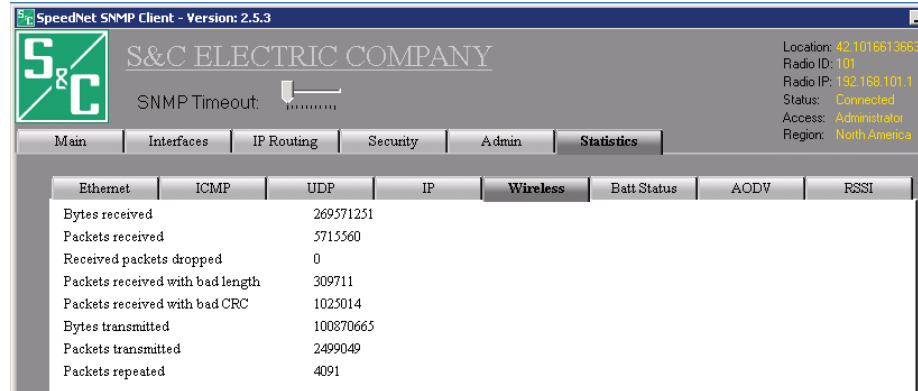 SpeedNet SNMP Client - Version: 2.5.3
S&C
S&C ELECTRIC COMPANY
SNMP Timeout:
Location: 42.1016613663
Radio ID: 101
Radio IP: 192.168.101.1
Status: Connected
Access: Administrator
Region: North America
Main Interfaces IP Routing Security Admin Statistics
Ethernet ICMP UDP IP Wireless Batt Status AODV RSSI
Bytes received 269571251
Packets received 5715560
Received packets dropped 0
Packets received with bad length 309711
Packets received with bad CRC 1025014
Bytes transmitted 100870665
Packets transmitted 2499049
Packets repeated 4091